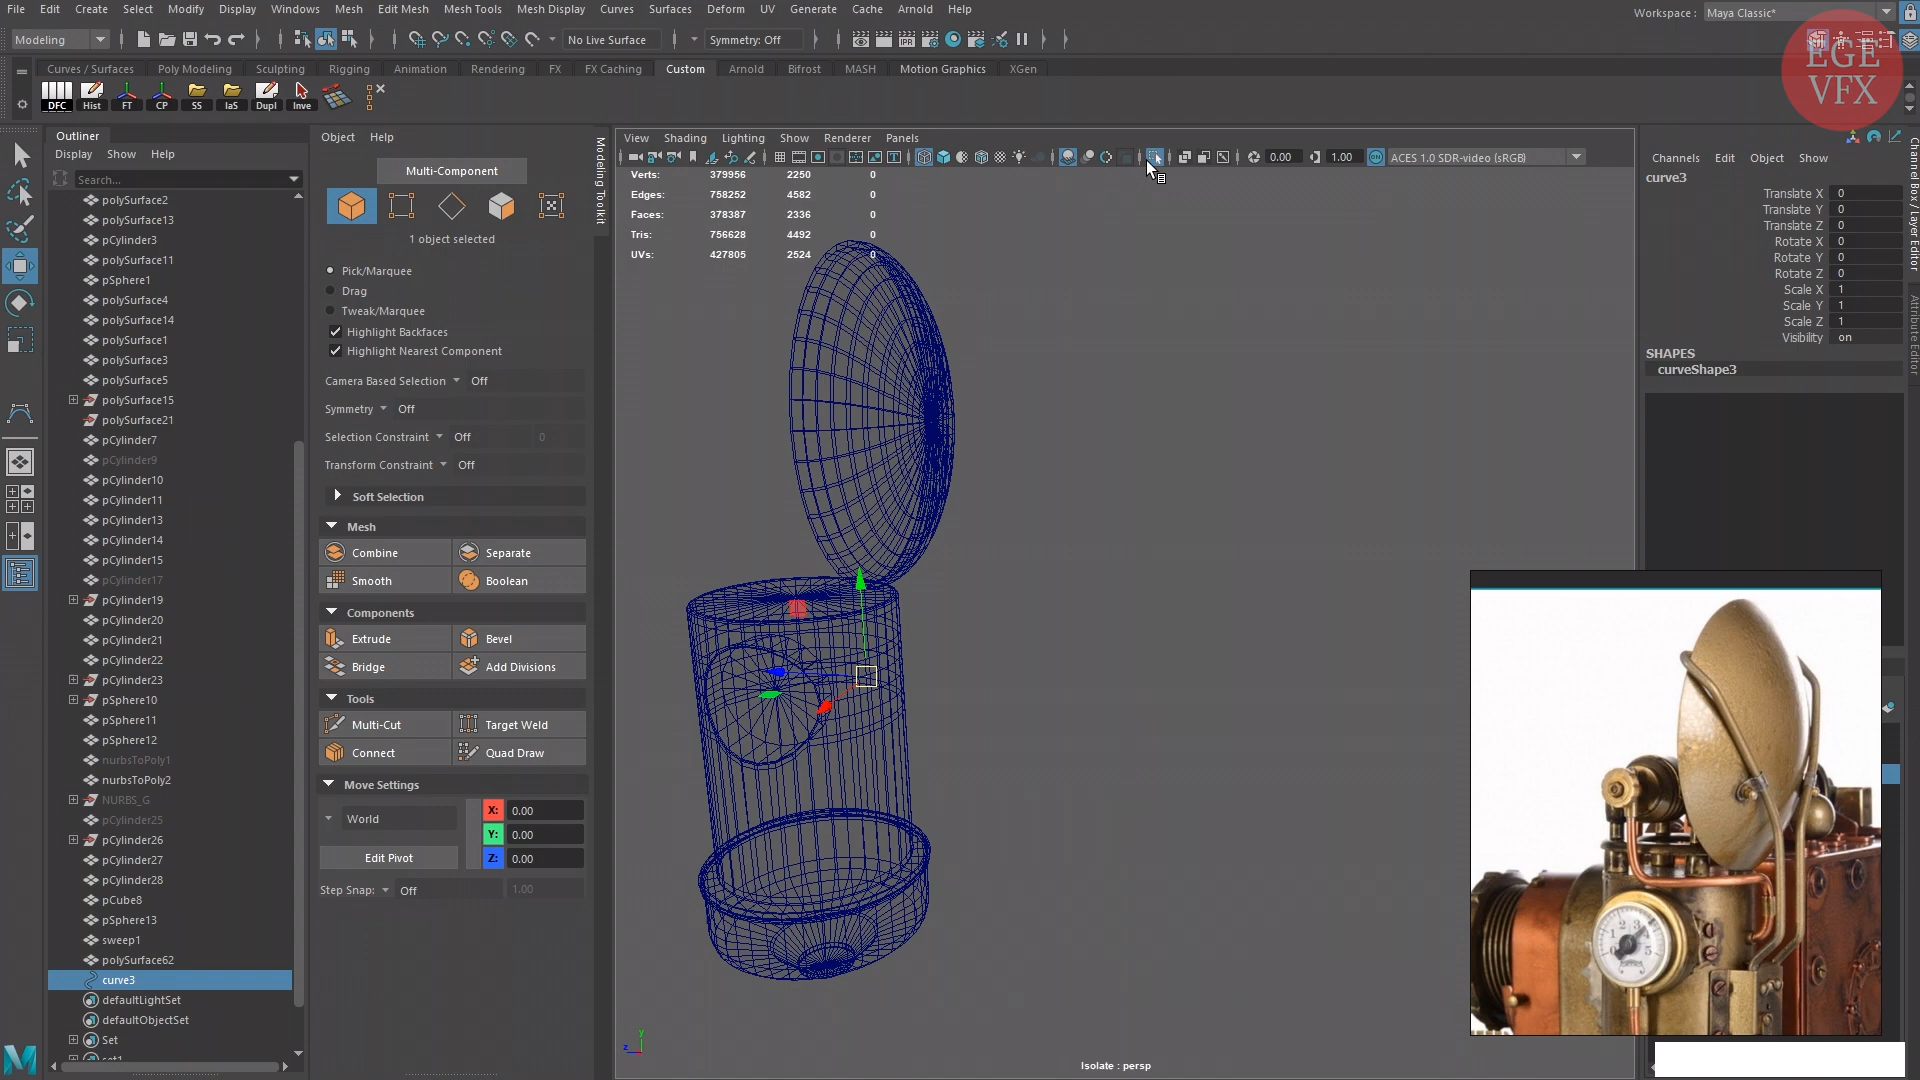 File Edit Create Select Modify Display Windows Mesh Edit Mesh Mesh Tools Mesh Display Curves Surfaces Deform UV Generate Cache Arnold Help
Workspace : Maya Classic*
Modeling
No Live Surface
Symmetry: Off
EGE
VFX
Curves / Surfaces Poly Modeling Sculpting Rigging Animation Rendering FX FX Caching Custom Arnold Bifrost MASH Motion Graphics XGen
DFC Hist FT CP SS IaS Dupl Inve
Outliner
Display Show Help
Search...
polySurface2
polySurface13
pCylinder3
polySurface11
pSphere1
polySurface4
polySurface14
polySurface1
polySurface3
polySurface5
polySurface15
polySurface21
pCylinder7
pCylinder9
pCylinder10
pCylinder11
pCylinder13
pCylinder14
pCylinder15
pCylinder17
pCylinder19
pCylinder20
pCylinder21
pCylinder22
pCylinder23
pSphere10
pSphere11
pSphere12
nurbsToPoly1
nurbsToPoly2
NURBS_G
pCylinder25
pCylinder26
pCylinder27
pCylinder28
pCube8
pSphere13
sweep1
polySurface62
curve3
defaultLightSet
defaultObjectSet
Set
set1
Object Help
Multi-Component
1 object selected
Pick/Marquee
Drag
Tweak/Marquee
Highlight Backfaces
Highlight Nearest Component
Camera Based Selection Off
Symmetry Off
Selection Constraint Off 0
Transform Constraint Off
Soft Selection
Mesh
Combine Separate
Smooth Boolean
Components
Extrude Bevel
Bridge Add Divisions
Tools
Multi-Cut Target Weld
Connect Quad Draw
Move Settings
World
X: 0.00
Y: 0.00
Z: 0.00
Edit Pivot
Step Snap: Off 1.00
Modeling Toolkit
View Shading Lighting Show Renderer Panels
0.00 1.00 ACES 1.0 SDR-video (sRGB)
Verts: 379956 2250 0
Edges: 758252 4582 0
Faces: 378387 2336 0
Tris: 756628 4492 0
UVs: 427805 2524 0
Isolate : persp
y
z
Channels Edit Object Show
curve3
Translate X 0
Translate Y 0
Translate Z 0
Rotate X 0
Rotate Y 0
Rotate Z 0
Scale X 1
Scale Y 1
Scale Z 1
Visibility on
SHAPES
curveShape3
Channel Box / Layer Editor
Attribute Editor